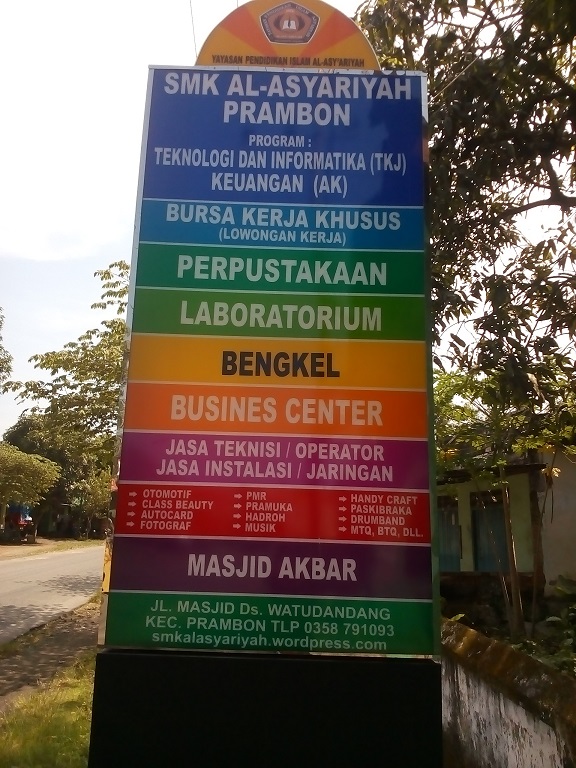 YAYASAN PENDIDIKAN ISLAM AL-ASY'ARIYAH
SMK AL-ASYARIYAH
PRAMBON
PROGRAM :
TEKNOLOGI DAN INFORMATIKA (TKJ)
KEUANGAN (AK)
BURSA KERJA KHUSUS
(LOWONGAN KERJA)
PERPUSTAKAAN
LABORATORIUM
BENGKEL
BUSINES CENTER
JASA TEKNISI / OPERATOR
JASA INSTALASI / JARINGAN
OTOMOTIF
CLASS BEAUTY
AUTOCARD
FOTOGRAF
PMR
PRAMUKA
HADROH
MUSIK
HANDY CRAFT
PASKIBRAKA
DRUMBAND
MTQ, BTQ, DLL.
MASJID AKBAR
JL. MASJID Ds. WATUDANDANG
KEC. PRAMBON TLP 0358 791093
smkalasyariyah.wordpress.com